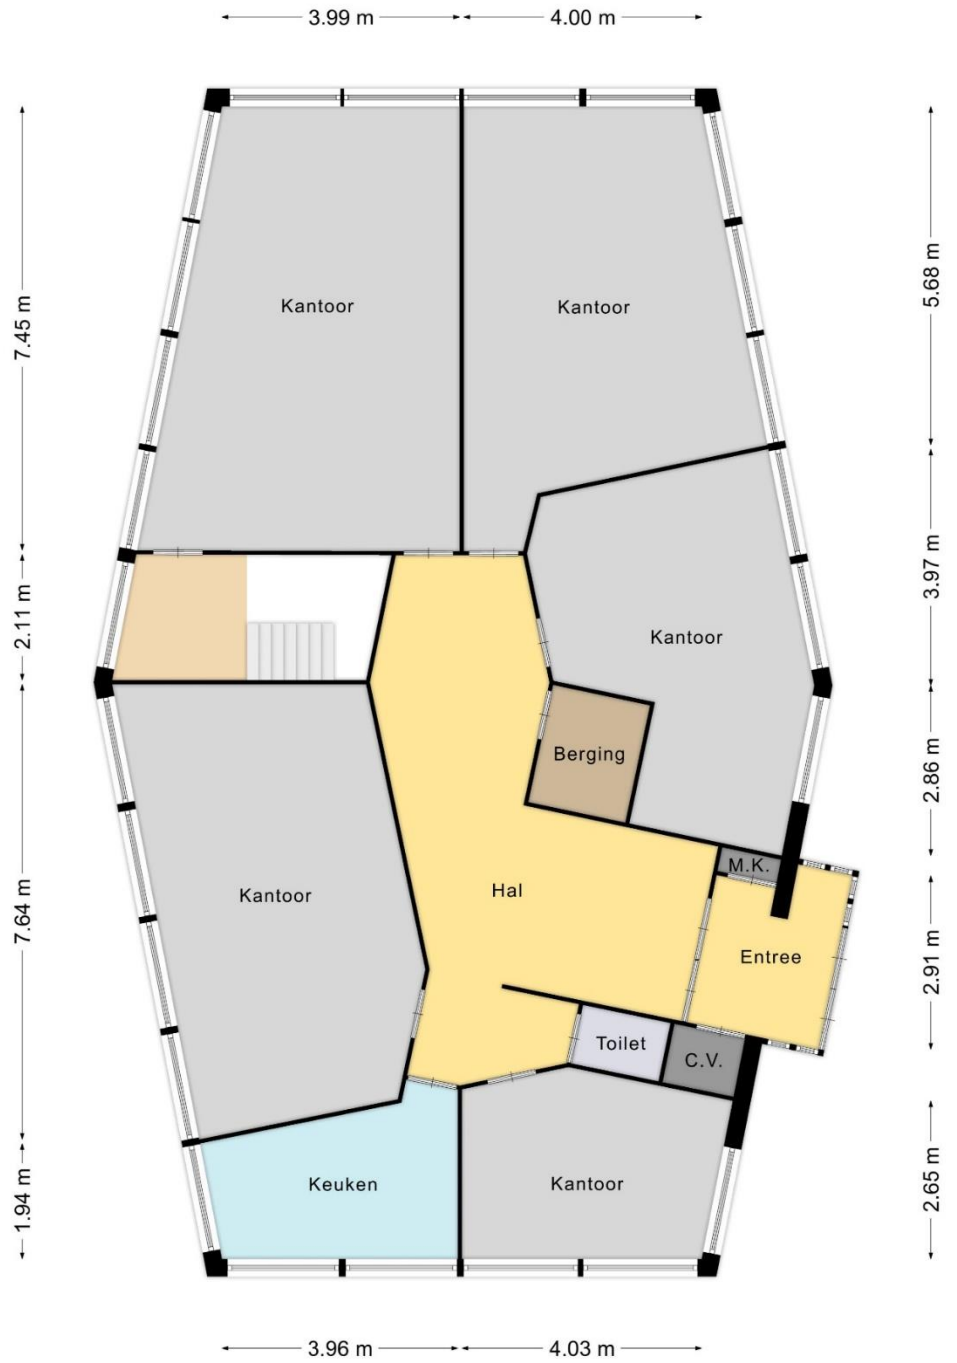 3.99 m
4.00 m
7.45 m
5.68 m
Kantoor
Kantoor
2.11 m
3.97 m
Kantoor
Berging
2.86 m
7.64 m
Kantoor
Hal
M.K.
Entree
2.91 m
Toilet
C.V.
1.94 m
Keuken
Kantoor
2.65 m
3.96 m
4.03 m